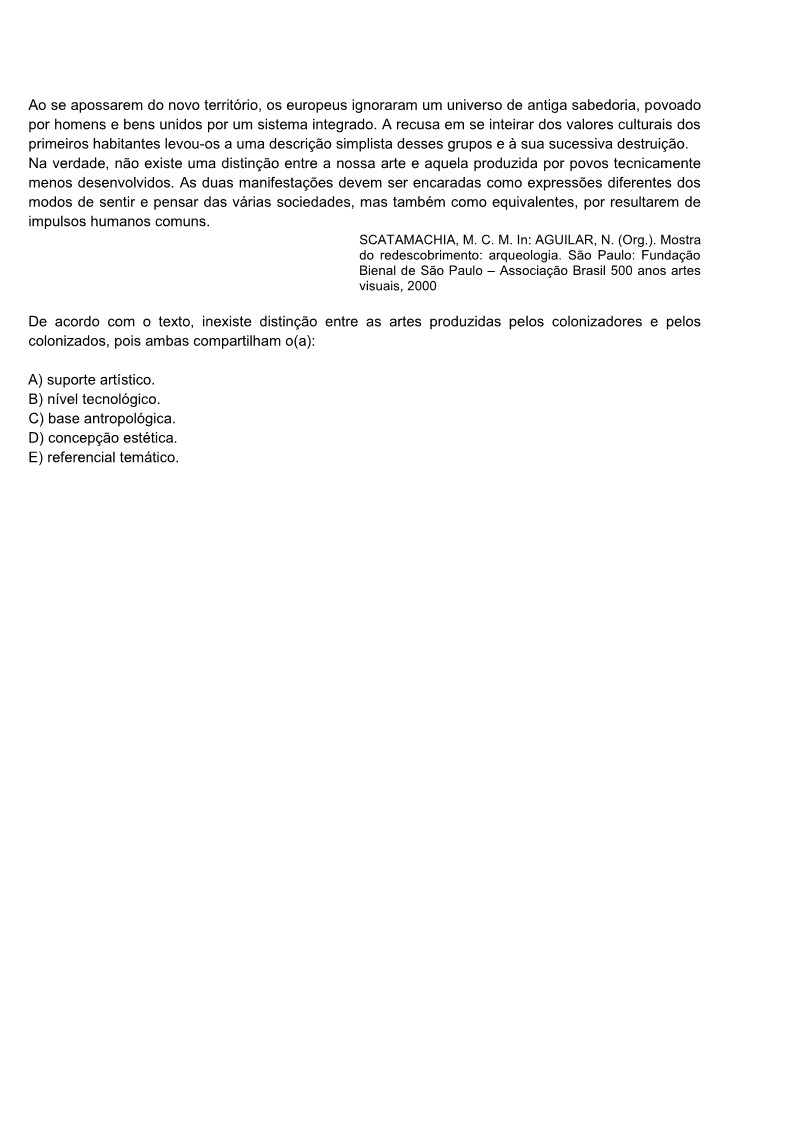 Ao se apossarem do novo território, os europeus ignoraram um universo de antiga sabedoria, povoado
por homens e bens unidos por um sistema integrado. A recusa em se inteirar dos valores culturais dos
primeiros habitantes levou-os a uma descrição simplista desses grupos e à sua sucessiva destruição.
Na verdade, não existe uma distinção entre a nossa arte e aquela produzida por povos tecnicamente
menos desenvolvidos. As duas manifestações devem ser encaradas como expressões diferentes dos
modos de sentir e pensar das várias sociedades, mas também como equivalentes, por resultarem de
impulsos humanos comuns.
SCATAMACHIA, M. C. M. In: AGUILAR, N. (Org.). Mostra
do redescobrimento: arqueologia. São Paulo: Fundação
Bienal de São Paulo – Associação Brasil 500 anos artes
visuais, 2000
De acordo com o texto, inexiste distinção entre as artes produzidas pelos colonizadores e pelos
colonizados, pois ambas compartilham o(a):
A) suporte artístico.
B) nível tecnológico.
C) base antropológica.
D) concepção estética.
E) referencial temático.